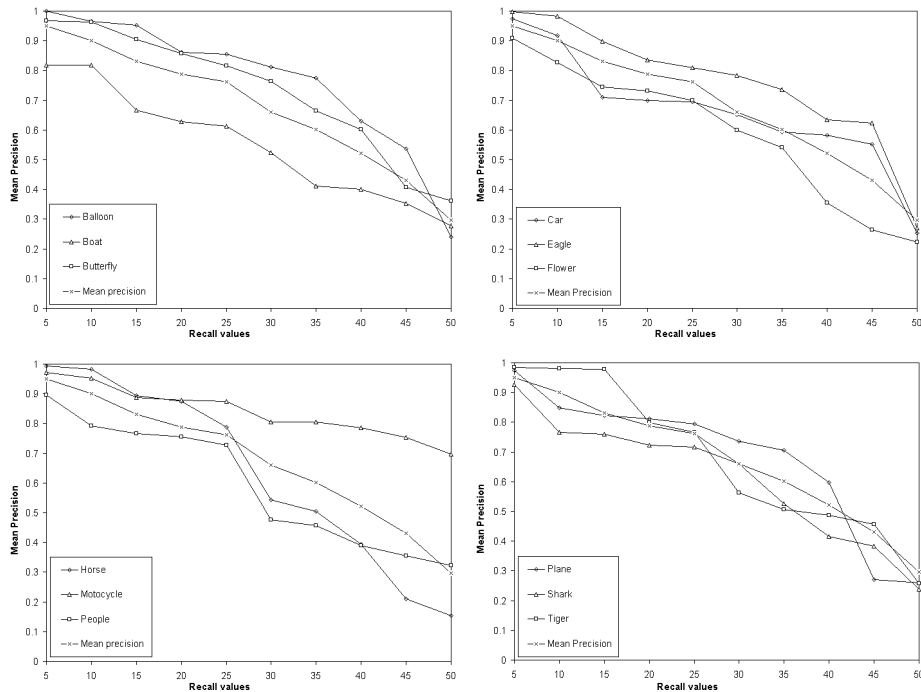 1
0.9
0.8
0.7
0.6
0.5
0.4
0.3
0.2
0.1
0
Mean Precision
Balloon
Boat
Butterfly
Mean precision
5 10 15 20 25 30 35 40 45 50
Recall values
1
0.9
0.8
0.7
0.6
0.5
0.4
0.3
0.2
0.1
0
Mean Precision
Car
Eagle
Flower
Mean Precision
5 10 15 20 25 30 35 40 45 50
Recall values
1
0.9
0.8
0.7
0.6
0.5
0.4
0.3
0.2
0.1
0
Mean Precision
Horse
Motocycle
People
Mean precision
5 10 15 20 25 30 35 40 45 50
Recall values
1
0.9
0.8
0.7
0.6
0.5
0.4
0.3
0.2
0.1
0
Mean Precision
Plane
Shark
Tiger
Mean Precision
5 10 15 20 25 30 35 40 45 50
Recall values